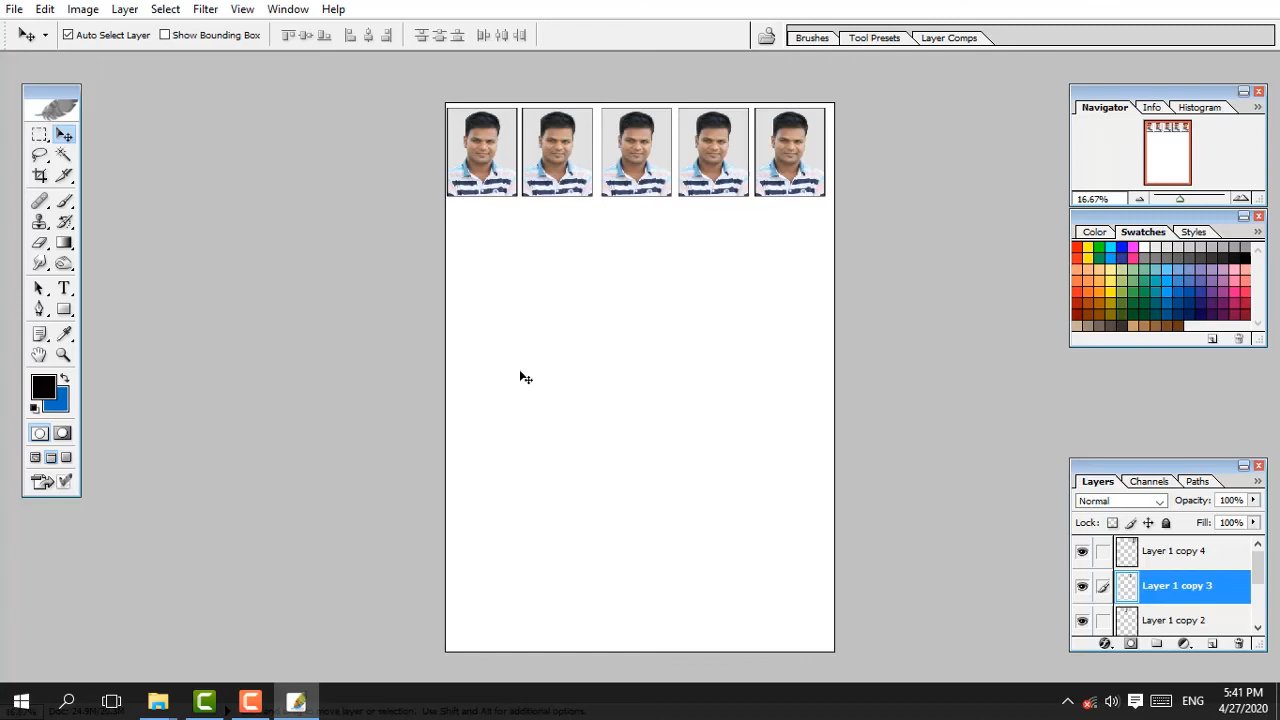 File Edit Image Layer Select Filter View Window Help
Auto Select Layer Show Bounding Box
Brushes Tool Presets Layer Comps
Navigator Info Histogram
16.67%
Color Swatches Styles
Layers Channels Paths
Normal Opacity: 100%
Lock: Fill: 100%
Layer 1 copy 4
Layer 1 copy 3
Layer 1 copy 2
move layer or selection. Use Shift and Alt for additional options.
ENG
5:41 PM
4/27/2020